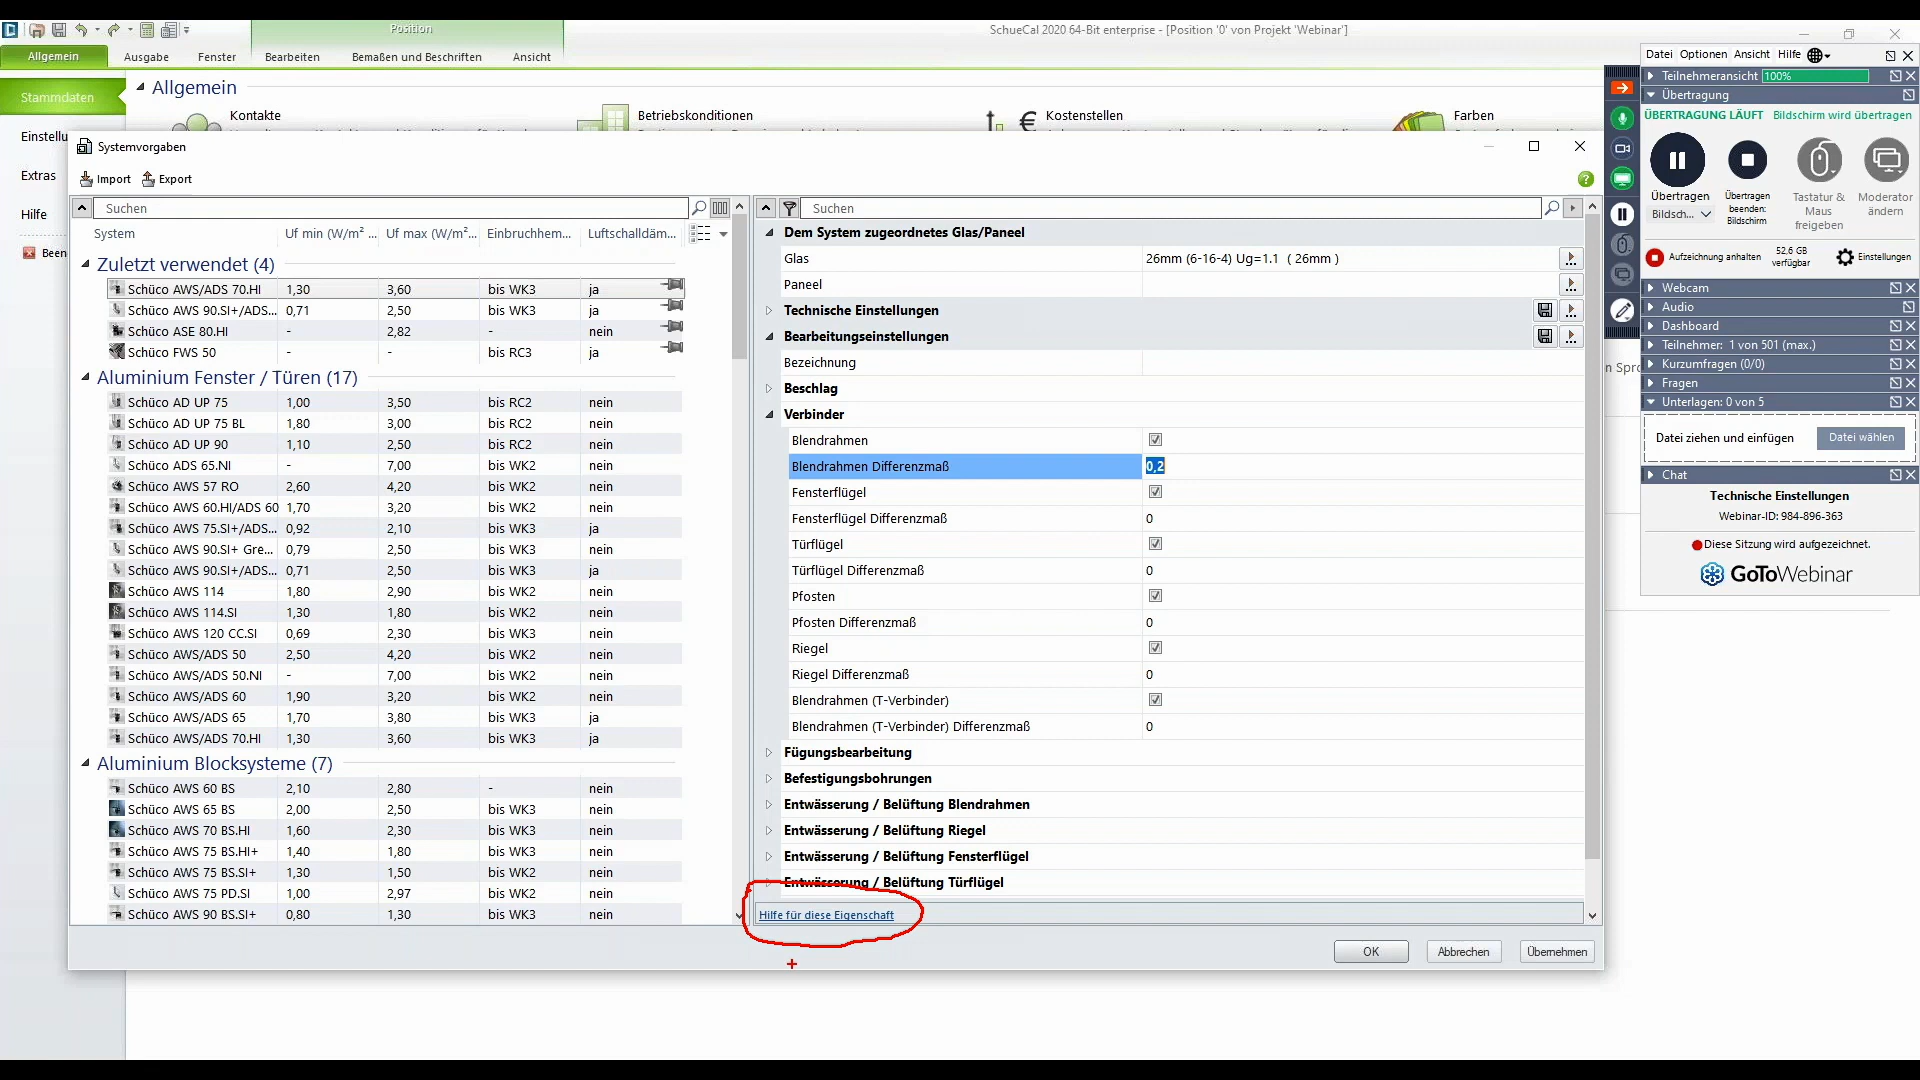 Position
SchueCal 2020 64-Bit enterprise - [Position '0' von Projekt 'Webinar']
Allgemein Ausgabe Fenster Bearbeiten Bemaßen und Beschriften Ansicht
Stammdaten
Einstellu
Extras
Hilfe
Been
Allgemein
Kontakte Betriebskonditionen Kostenstellen Farben
Systemvorgaben
Import Export
Suchen
System Uf min (W/m² ... Uf max (W/m²... Einbruchhem... Luftschalldäm...
Zuletzt verwendet (4)
Schüco AWS/ADS 70.HI 1,30 3,60 bis WK3 ja
Schüco AWS 90.SI+/ADS... 0,71 2,50 bis WK3 ja
Schüco ASE 80.HI - 2,82 - nein
Schüco FWS 50 - - bis RC3 ja
Aluminium Fenster / Türen (17)
Schüco AD UP 75 1,00 3,50 bis RC2 nein
Schüco AD UP 75 BL 1,80 3,00 bis RC2 nein
Schüco AD UP 90 1,10 2,50 bis RC2 nein
Schüco ADS 65.NI - 7,00 bis WK2 nein
Schüco AWS 57 RO 2,60 4,20 bis WK2 nein
Schüco AWS 60.HI/ADS 60 1,70 3,20 bis WK2 nein
Schüco AWS 75.SI+/ADS... 0,92 2,10 bis WK3 ja
Schüco AWS 90.SI+ Gre... 0,79 2,50 bis WK3 nein
Schüco AWS 90.SI+/ADS... 0,71 2,50 bis WK3 ja
Schüco AWS 114 1,80 2,90 bis WK2 nein
Schüco AWS 114.SI 1,30 1,80 bis WK2 nein
Schüco AWS 120 CC.SI 0,69 2,30 bis WK3 nein
Schüco AWS/ADS 50 2,50 4,20 bis WK2 nein
Schüco AWS/ADS 50.NI - 7,00 bis WK2 nein
Schüco AWS/ADS 60 1,90 3,20 bis WK2 nein
Schüco AWS/ADS 65 1,70 3,80 bis WK3 ja
Schüco AWS/ADS 70.HI 1,30 3,60 bis WK3 ja
Aluminium Blocksysteme (7)
Schüco AWS 60 BS 2,10 2,80 - nein
Schüco AWS 65 BS 2,00 2,50 bis WK3 nein
Schüco AWS 70 BS.HI 1,60 2,30 bis WK3 nein
Schüco AWS 75 BS.HI+ 1,40 1,80 bis WK3 nein
Schüco AWS 75 BS.SI+ 1,30 1,50 bis WK2 nein
Schüco AWS 75 PD.SI 1,00 2,97 bis WK2 nein
Schüco AWS 90 BS.SI+ 0,80 1,30 bis WK3 nein
Suchen
Dem System zugeordnetes Glas/Paneel
Glas 26mm (6-16-4) Ug=1.1 ( 26mm )
Paneel
Technische Einstellungen
Bearbeitungseinstellungen
Bezeichnung
Beschlag
Verbinder
Blendrahmen
Blendrahmen Differenzmaß 0,2
Fensterflügel
Fensterflügel Differenzmaß 0
Türflügel
Türflügel Differenzmaß 0
Pfosten
Pfosten Differenzmaß 0
Riegel
Riegel Differenzmaß 0
Blendrahmen (T-Verbinder)
Blendrahmen (T-Verbinder) Differenzmaß 0
Fügungsbearbeitung
Befestigungsbohrungen
Entwässerung / Belüftung Blendrahmen
Entwässerung / Belüftung Riegel
Entwässerung / Belüftung Fensterflügel
Entwässerung / Belüftung Türflügel
Hilfe für diese Eigenschaft
OK Abbrechen Übernehmen
n Spr
Datei Optionen Ansicht Hilfe
Teilnehmeransicht 100%
Übertragung
ÜBERTRAGUNG LÄUFT Bildschirm wird übertragen
Übertragen
Bildsch...
Übertragen
beenden:
Bildschirm
Tastatur &
Maus
freigeben
Moderator
ändern
Aufzeichnung anhalten
52,6 GB
verfügbar
Einstellungen
Webcam
Audio
Dashboard
Teilnehmer: 1 von 501 (max.)
Kurzumfragen (0/0)
Fragen
Unterlagen: 0 von 5
Datei ziehen und einfügen Datei wählen
Chat
Technische Einstellungen
Webinar-ID: 984-896-363
Diese Sitzung wird aufgezeichnet.
GoToWebinar